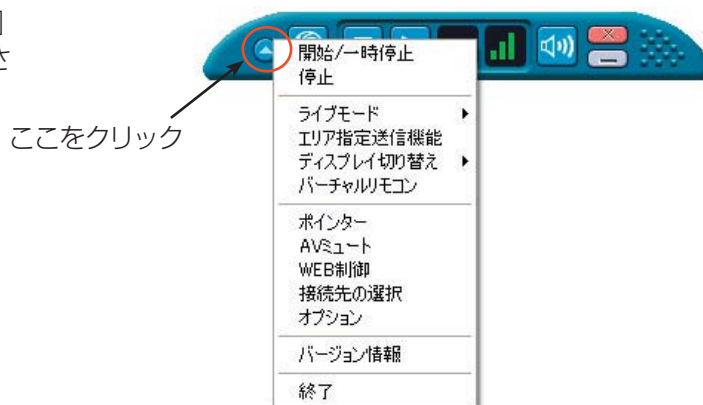 さ
ここをクリック
開始/一時停止
停止
ライブモード
エリア指定送信機能
ディスプレイ切り替え
バーチャルリモコン
ポインター
AVミュート
WEB制御
接続先の選択
オプション
バージョン情報
終了